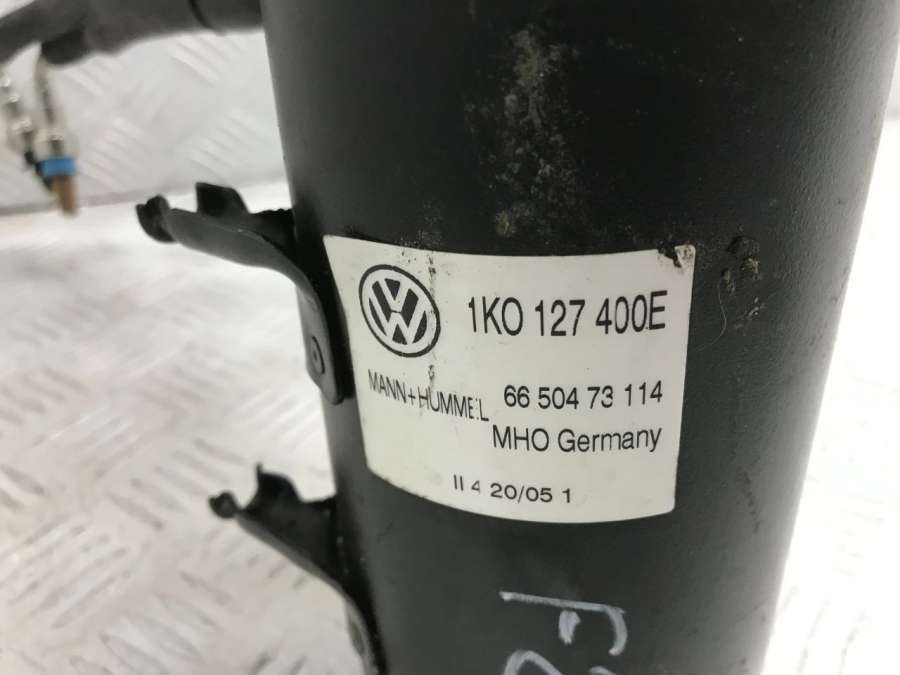 1K0 127 400E
MANN+HUMMEL 66 504 73 114
MHO Germany
II 4 20/05 1